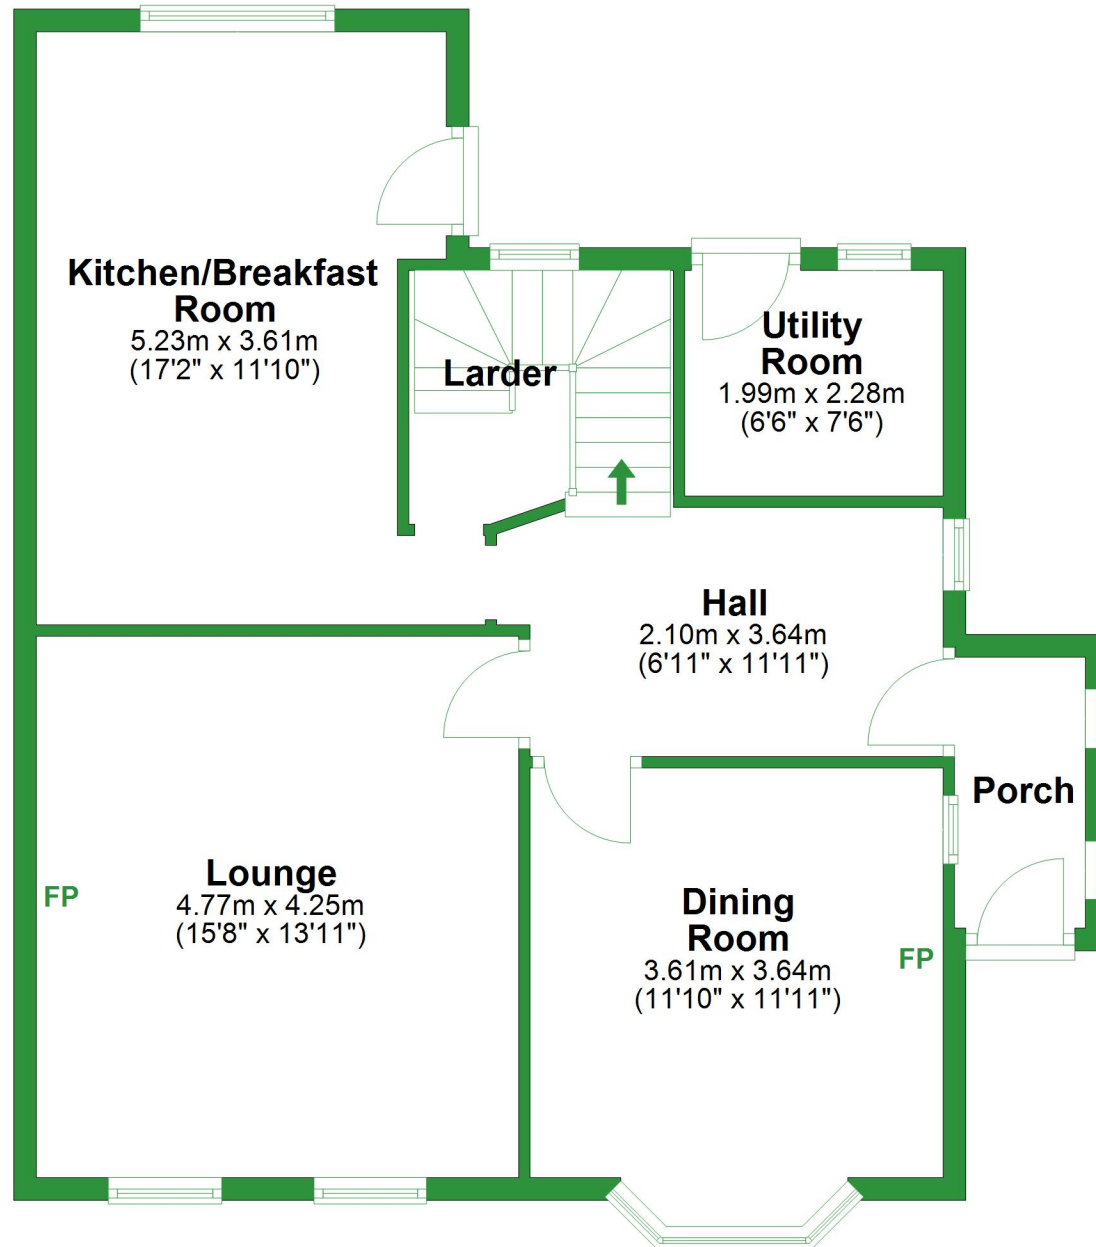 Kitchen/Breakfast
Room
5.23m x 3.61m
(17'2" x 11'10")
Larder
Utility
Room
1.99m x 2.28m
(6'6" x 7'6")
Hall
2.10m x 3.64m
(6'11" x 11'11")
Porch
Lounge
4.77m x 4.25m
(15'8" x 13'11")
FP
Dining
Room
3.61m x 3.64m
(11'10" x 11'11")
FP